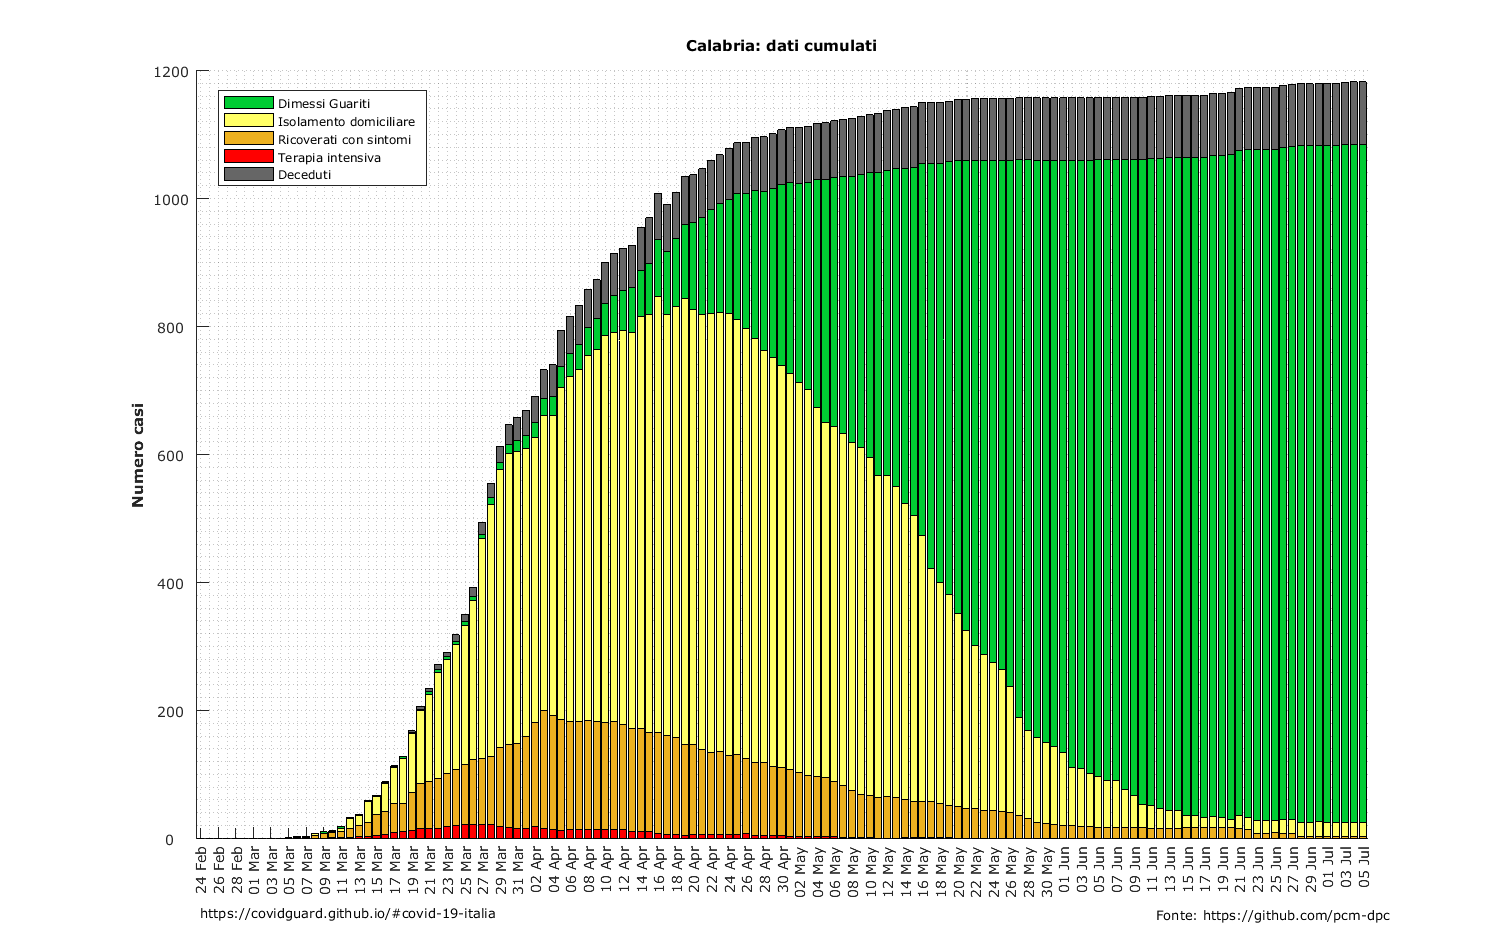 Calabria: dati cumulati
Numero casi
1200
1000
800
600
400
200
0
Dimessi Guariti
Isolamento domiciliare
Ricoverati con sintomi
Terapia intensiva
Deceduti
24 Feb
26 Feb
28 Feb
01 Mar
03 Mar
05 Mar
07 Mar
09 Mar
11 Mar
13 Mar
15 Mar
17 Mar
19 Mar
21 Mar
23 Mar
25 Mar
27 Mar
29 Mar
31 Mar
02 Apr
04 Apr
06 Apr
08 Apr
10 Apr
12 Apr
14 Apr
16 Apr
18 Apr
20 Apr
22 Apr
24 Apr
26 Apr
28 Apr
30 Apr
02 May
04 May
06 May
08 May
10 May
12 May
14 May
16 May
18 May
20 May
22 May
24 May
26 May
28 May
30 May
01 Jun
03 Jun
05 Jun
07 Jun
09 Jun
11 Jun
13 Jun
15 Jun
17 Jun
19 Jun
21 Jun
23 Jun
25 Jun
27 Jun
29 Jun
01 Jul
03 Jul
05 Jul
https://covidguard.github.io/#covid-19-italia
Fonte: https://github.com/pcm-dpc